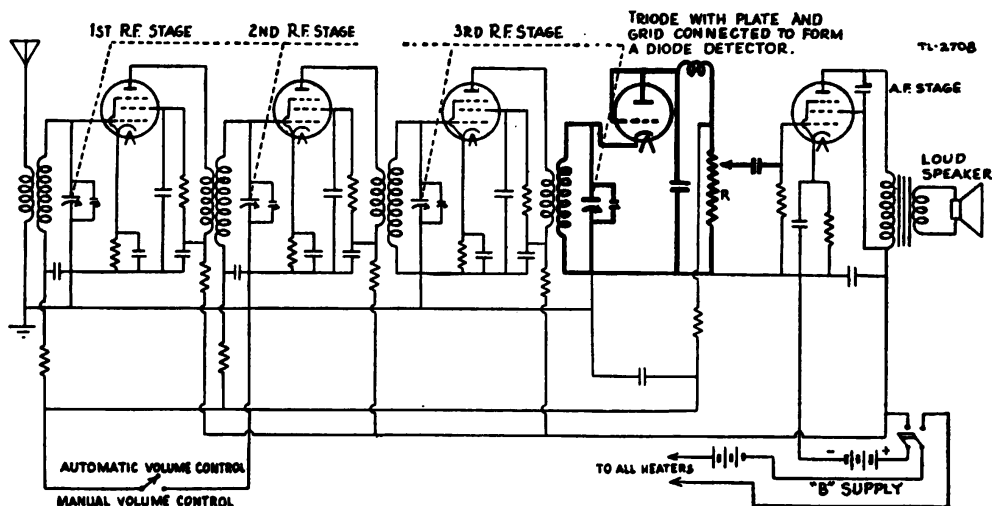 TRIODE WITH PLATE AND
GRID CONNECTED TO FORM
A DIODE DETECTOR.
1ST R.F. STAGE
2ND R.F. STAGE
3RD R.F. STAGE
TL-2708
A.F. STAGE
LOUD
SPEAKER
R
AUTOMATIC VOLUME CONTROL
MANUAL VOLUME CONTROL
TO ALL HEATERS
- +
"B" SUPPLY